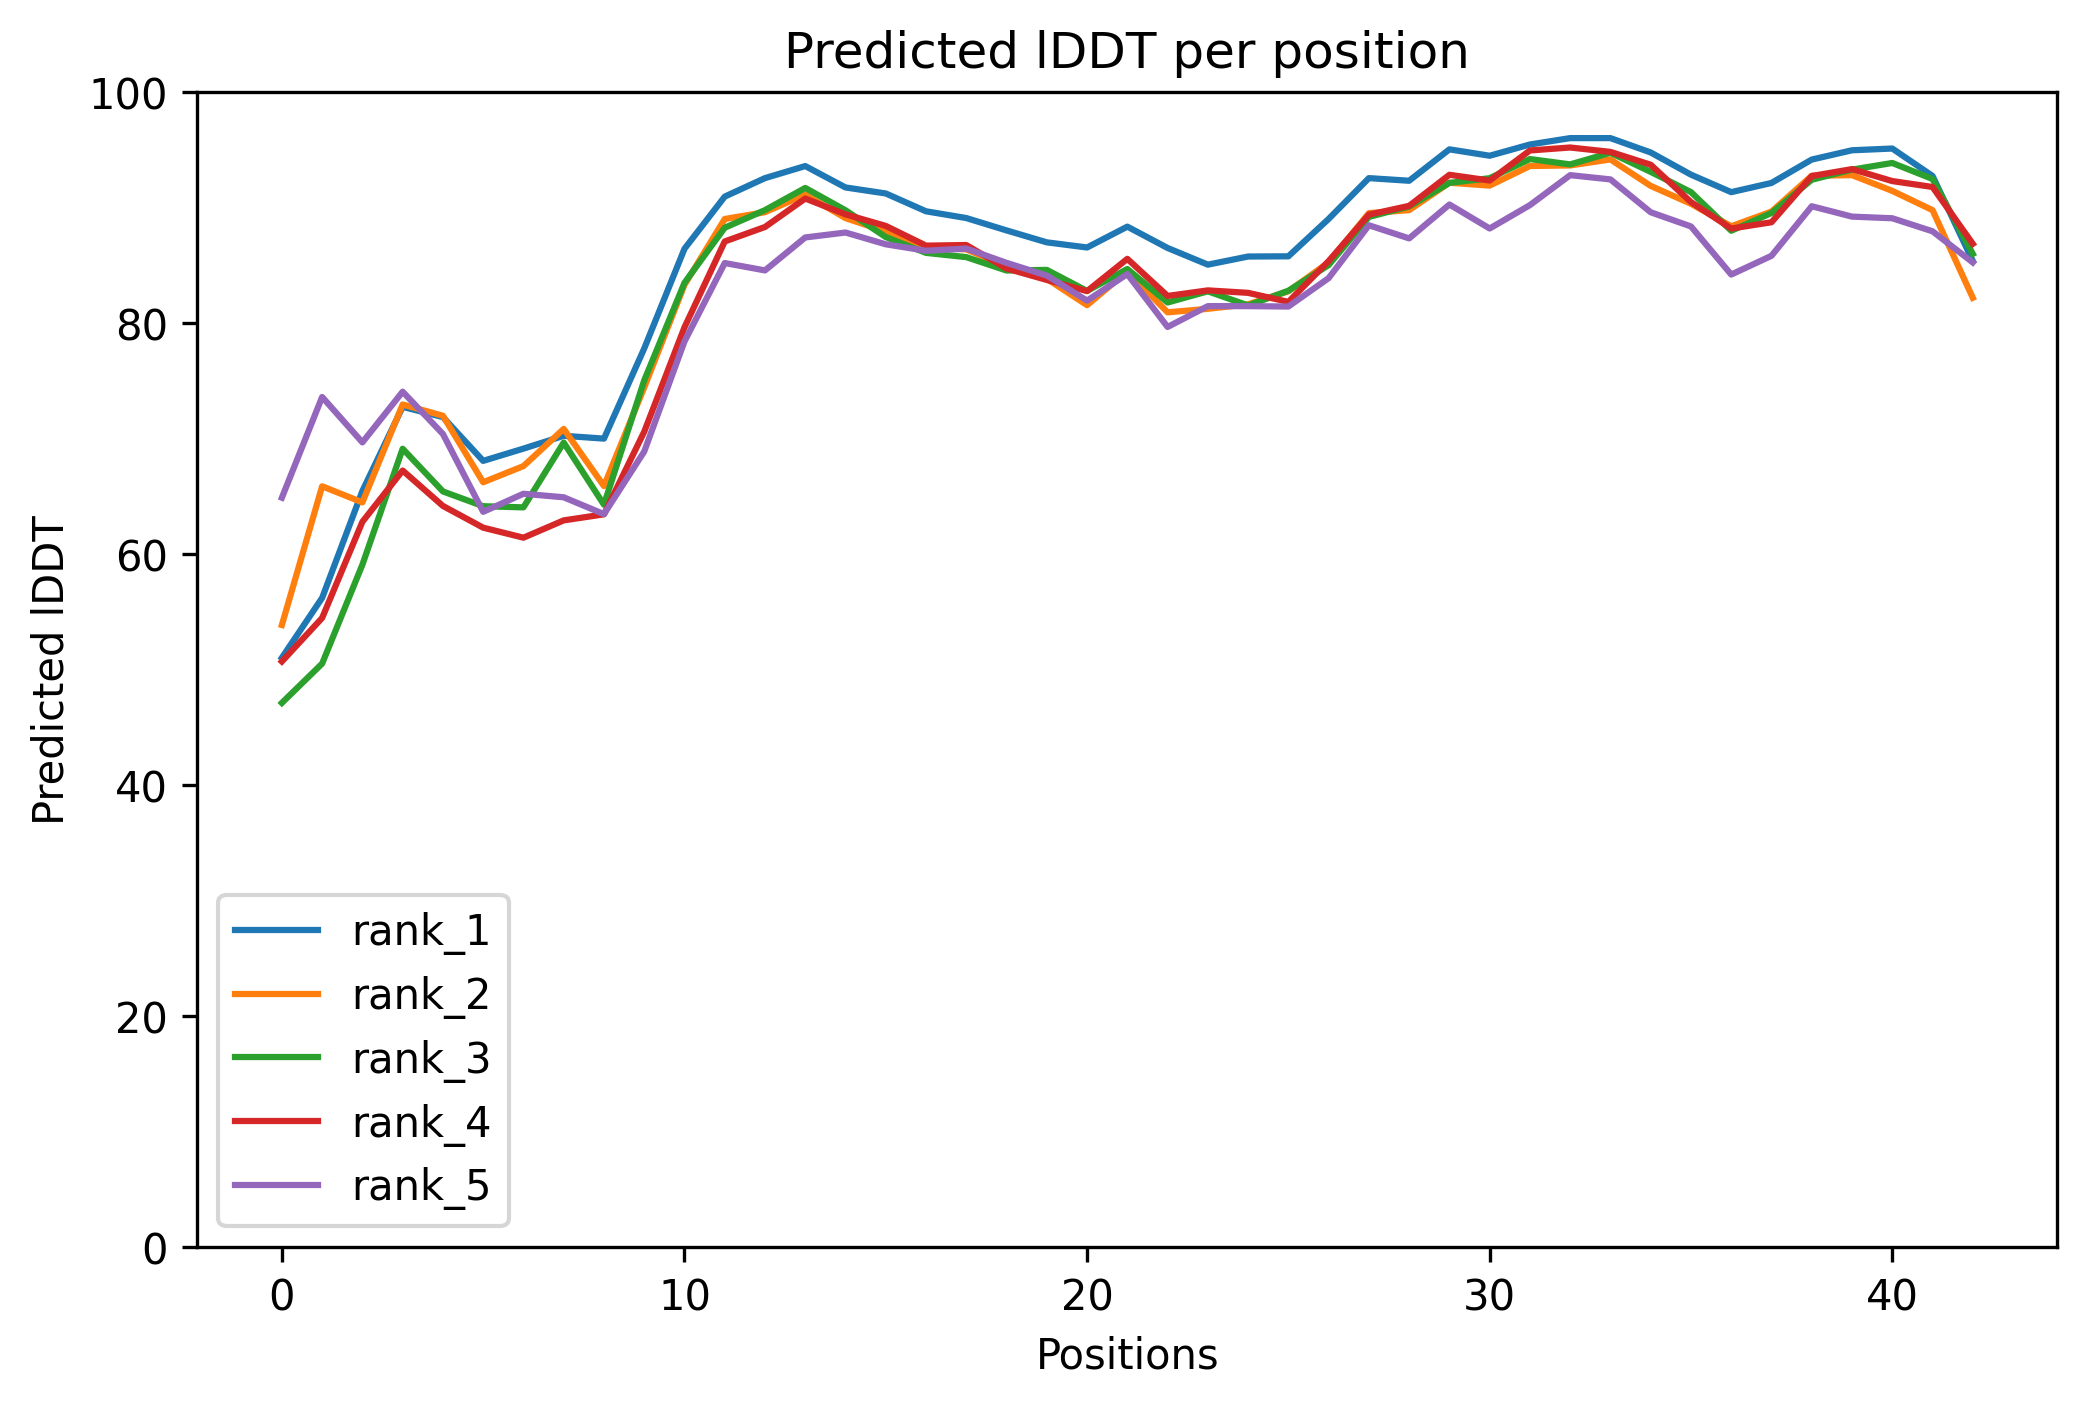 Predicted lDDT per position
Predicted lDDT
100
80
60
40
20
0
rank_1
rank_2
rank_3
rank_4
rank_5
0 10 20 30 40
Positions